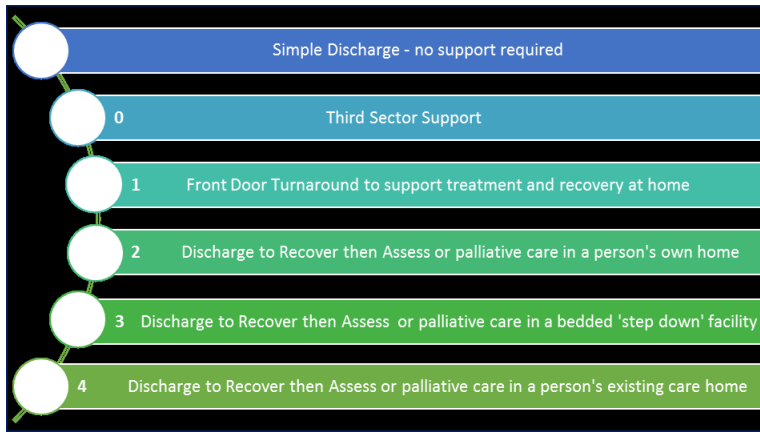 Simple Discharge - no support required
0 Third Sector Support
1 Front Door Turnaround to support treatment and recovery at home
2 Discharge to Recover then Assess or palliative care in a person's own home
3 Discharge to Recover then Assess or palliative care in a bedded 'step down' facility
4 Discharge to Recover then Assess or palliative care in a person's existing care home